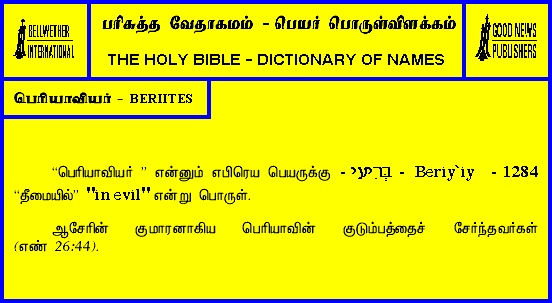 BELLWETHER
INTERNATIONAL
பரிசுத்த வேதாகமம் - பெயர் பொருள்விளக்கம்
THE HOLY BIBLE - DICTIONARY OF NAMES
GOOD NEWS
PUBLISHERS
பெரியாவியர் - BERIITES
“பெரியாவியர் ” என்னும் எபிரெய பெயருக்கு - בְּרִיעִי - Beriy`iy - 1284
“தீமையில்” "in evil" என்று பொருள்.
ஆசேரின் குமாரனாகிய பெரியாவின் குடும்பத்தைச் சேர்ந்தவர்கள்
(எண் 26:44).